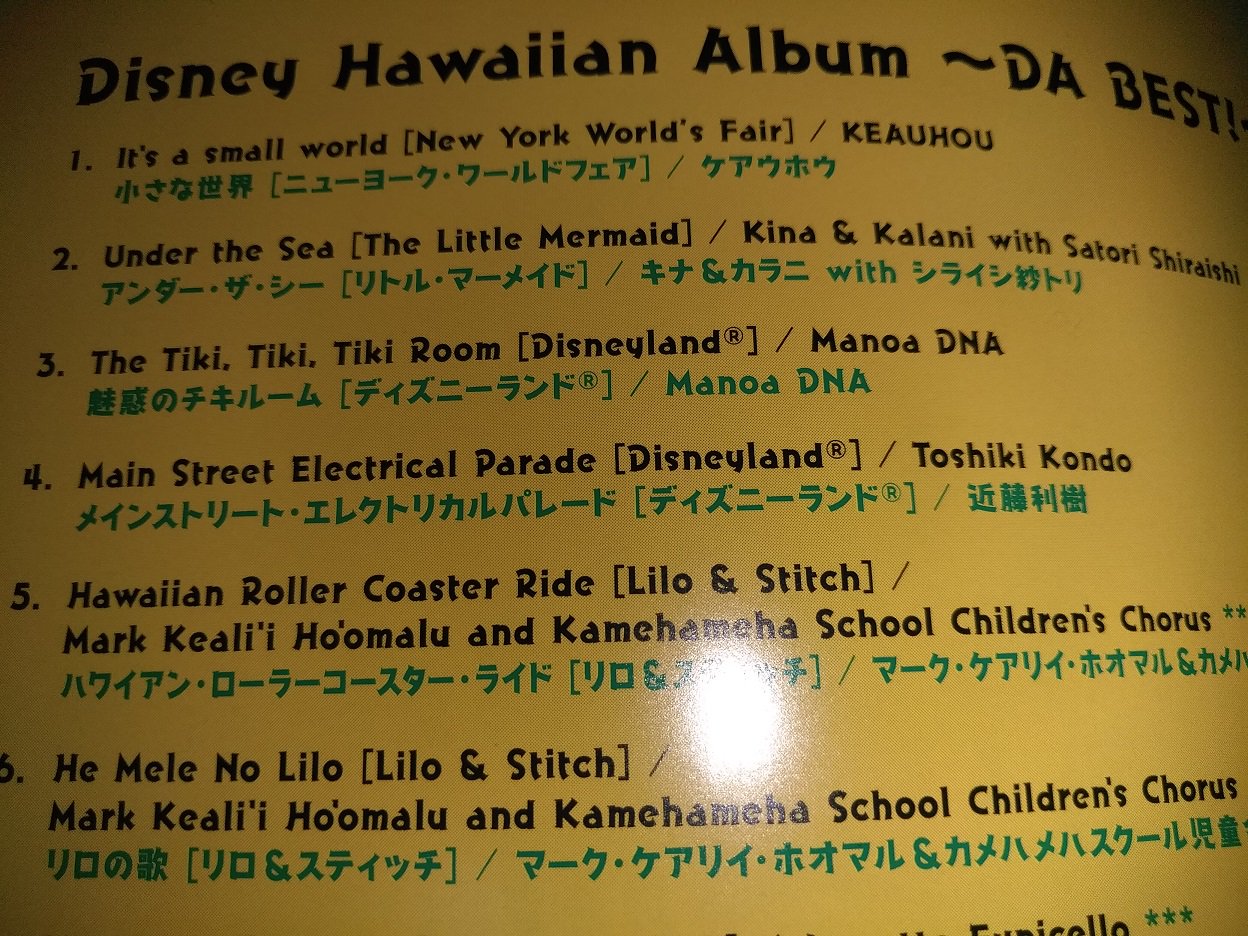 Disney Hawaiian Album ～DA BEST!～
1. It's a small world [New York World's Fair] / KEAUHOU
小さな世界 [ニューヨーク・ワールドフェア] / ケアウホウ
2. Under the Sea [The Little Mermaid] / Kina & Kalani with Satori Shiraishi
アンダー・ザ・シー [リトル・マーメイド] / キナ&カラニ with シライシ紗トリ
3. The Tiki, Tiki, Tiki Room [Disneyland®] / Manoa DNA
魅惑のチキルーム [ディズニーランド®] / Manoa DNA
4. Main Street Electrical Parade [Disneyland®] / Toshiki Kondo
メインストリート・エレクトリカルパレード [ディズニーランド®] / 近藤利樹
5. Hawaiian Roller Coaster Ride [Lilo & Stitch] /
Mark Keali'i Ho'omalu and Kamehameha School Children's Chorus **
ハワイアン・ローラーコースター・ライド [リロ&スティッチ] / マーク・ケアリイ・ホオマル&カメハ
6. He Mele No Lilo [Lilo & Stitch] /
Mark Keali'i Ho'omalu and Kamehameha School Children's Chorus
リロの歌 [リロ&スティッチ] / マーク・ケアリイ・ホオマル&カメハメハスクール児童
Funicello ***